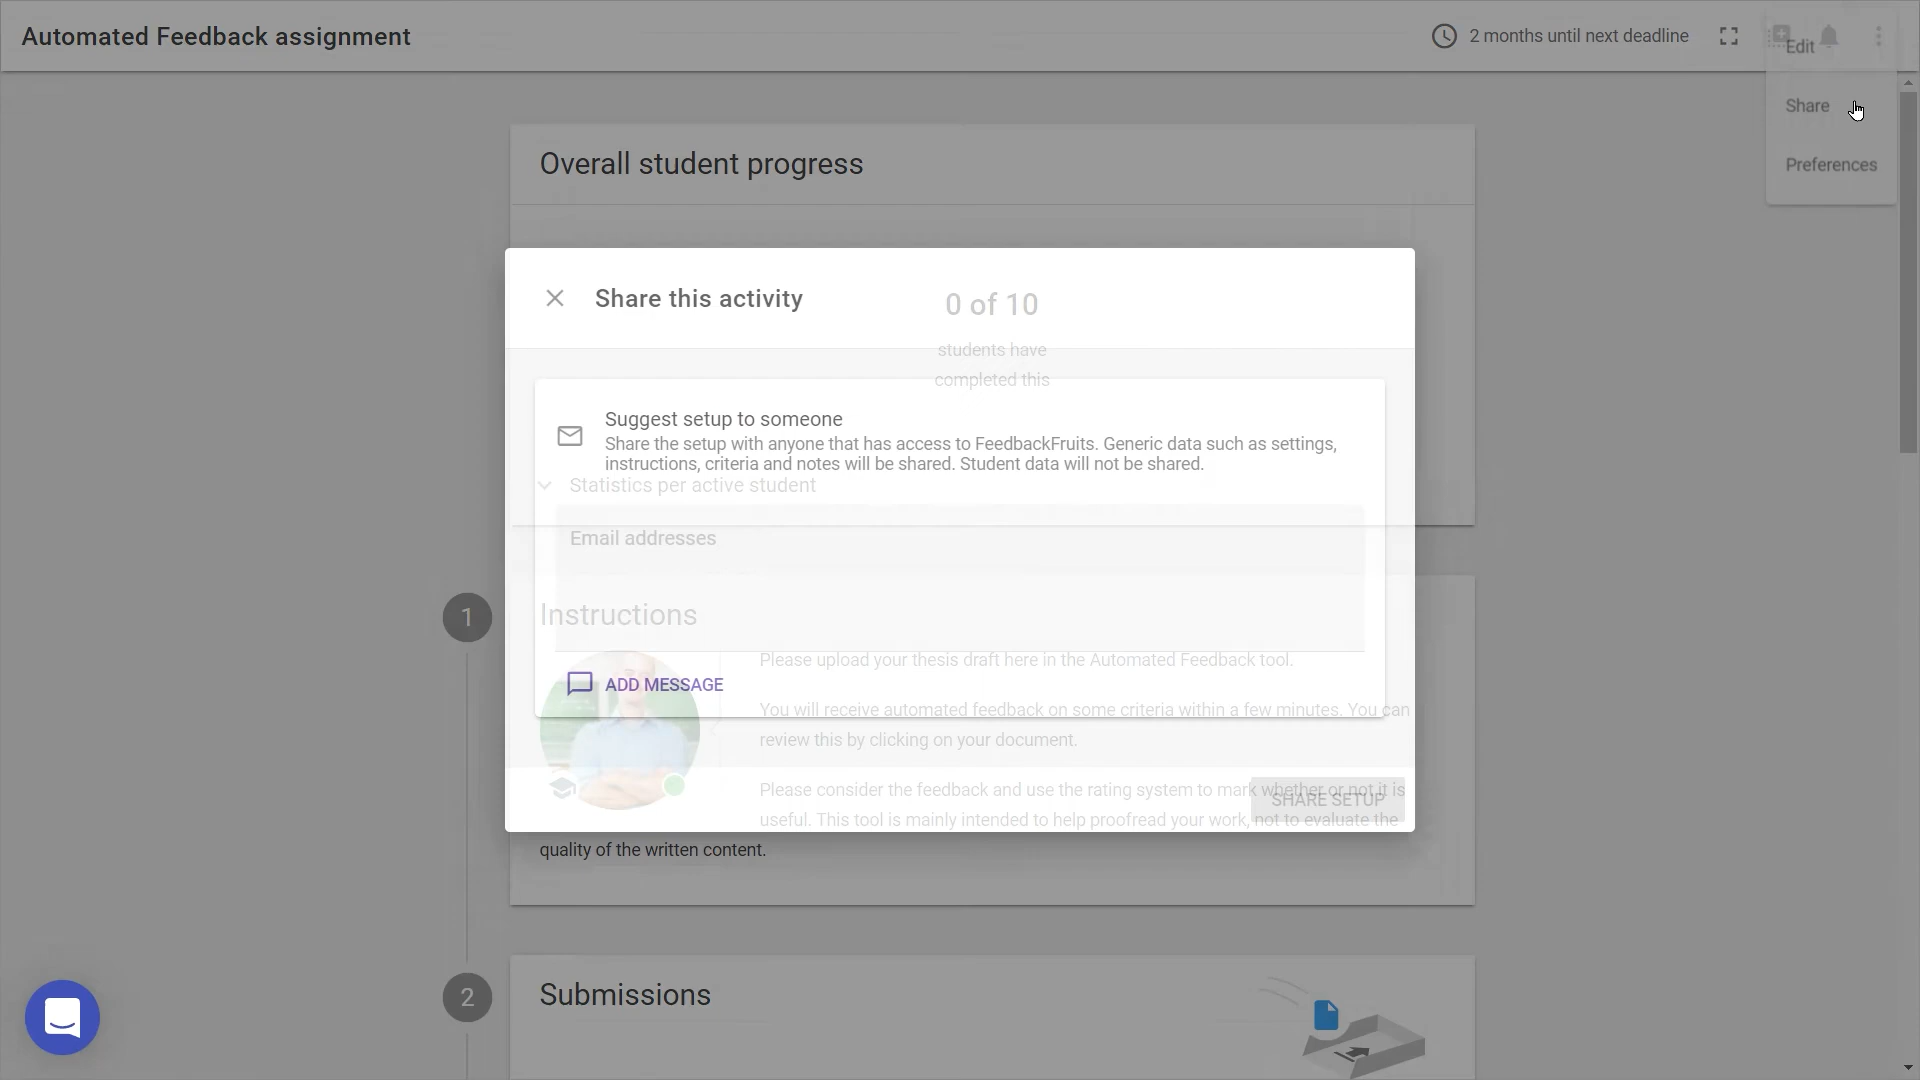 Automated Feedback assignment
2 months until next deadline
Edit
Share
Preferences
Overall student progress
Share this activity
0 of 10
students have
completed this
Suggest setup to someone
Share the setup with anyone that has access to FeedbackFruits. Generic data such as settings,
instructions, criteria and notes will be shared. Student data will not be shared.
Statistics per active student
Email addresses
1
Instructions
Please upload your thesis draft here in the Automated Feedback tool.
ADD MESSAGE
You will receive automated feedback on some criteria within a few minutes. You can
review this by clicking on your document.
Please consider the feedback and use the rating system to mark whether or not it is
SHARE SETUP
useful. This tool is mainly intended to help proofread your work, not to evaluate the
quality of the written content.
2
Submissions